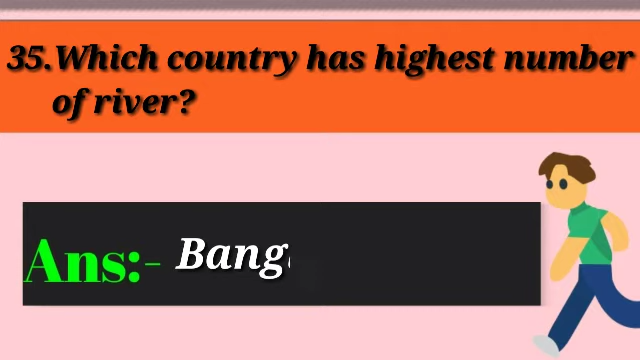 35.Which country has highest number
of river?
Ans:- Bang